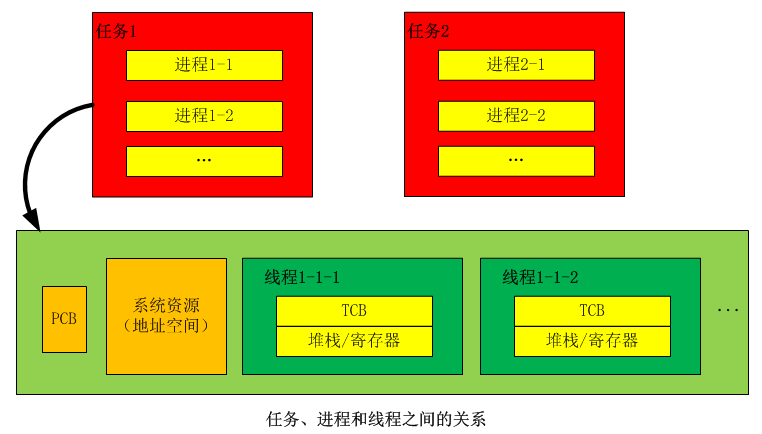 任务1
进程1-1
进程1-2
...
任务2
进程2-1
进程2-2
...
PCB
系统资源
（地址空间）
线程1-1-1
TCB
堆栈/寄存器
线程1-1-2
TCB
堆栈/寄存器
...
任务、进程和线程之间的关系